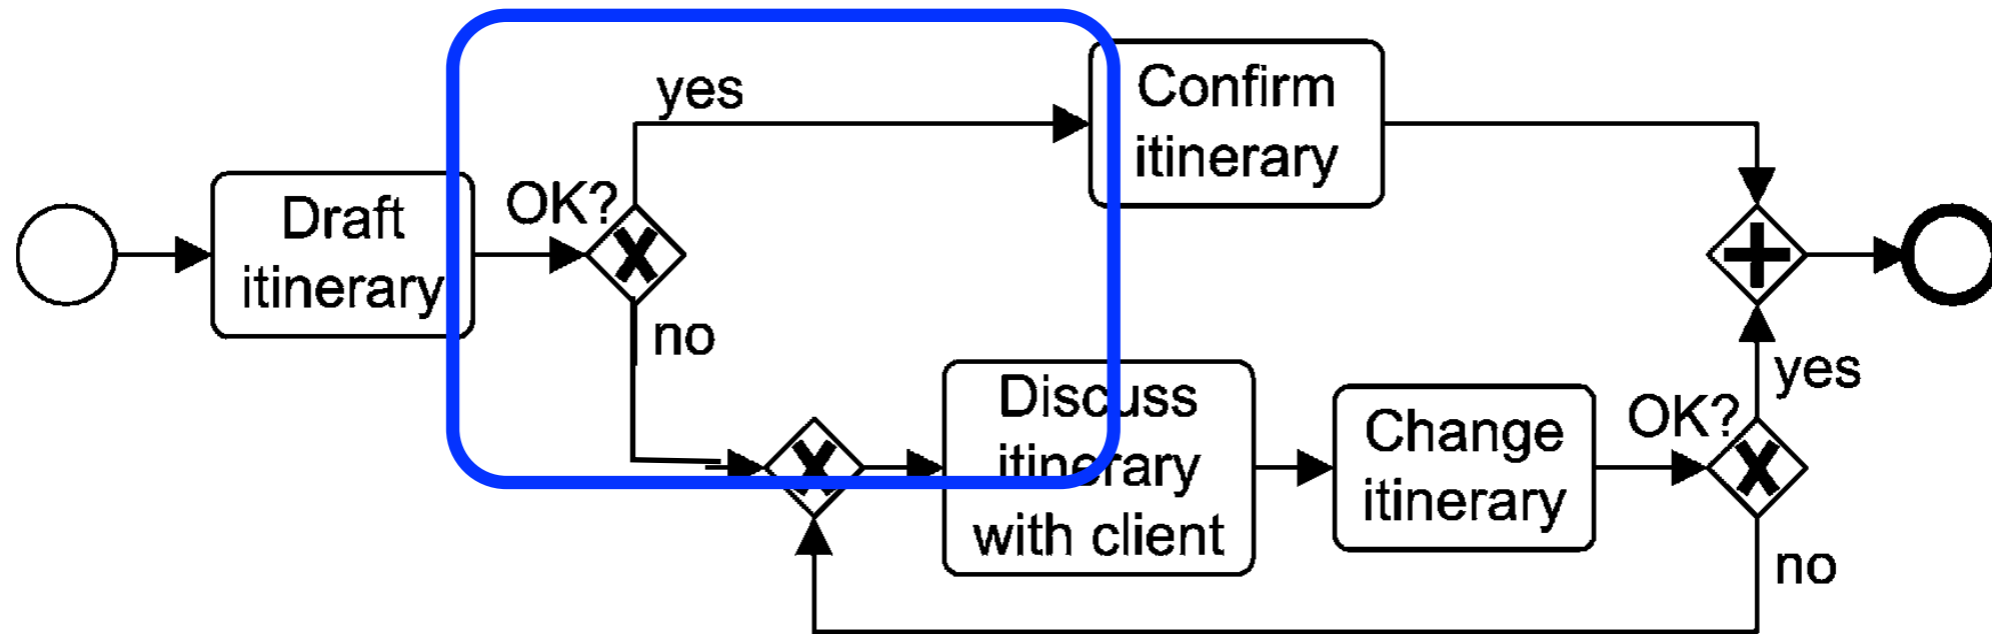 yes
Confirm
itinerary
Draft
itinerary
OK?
no
Discuss
itinerary
with client
Change
itinerary
OK?
yes
no